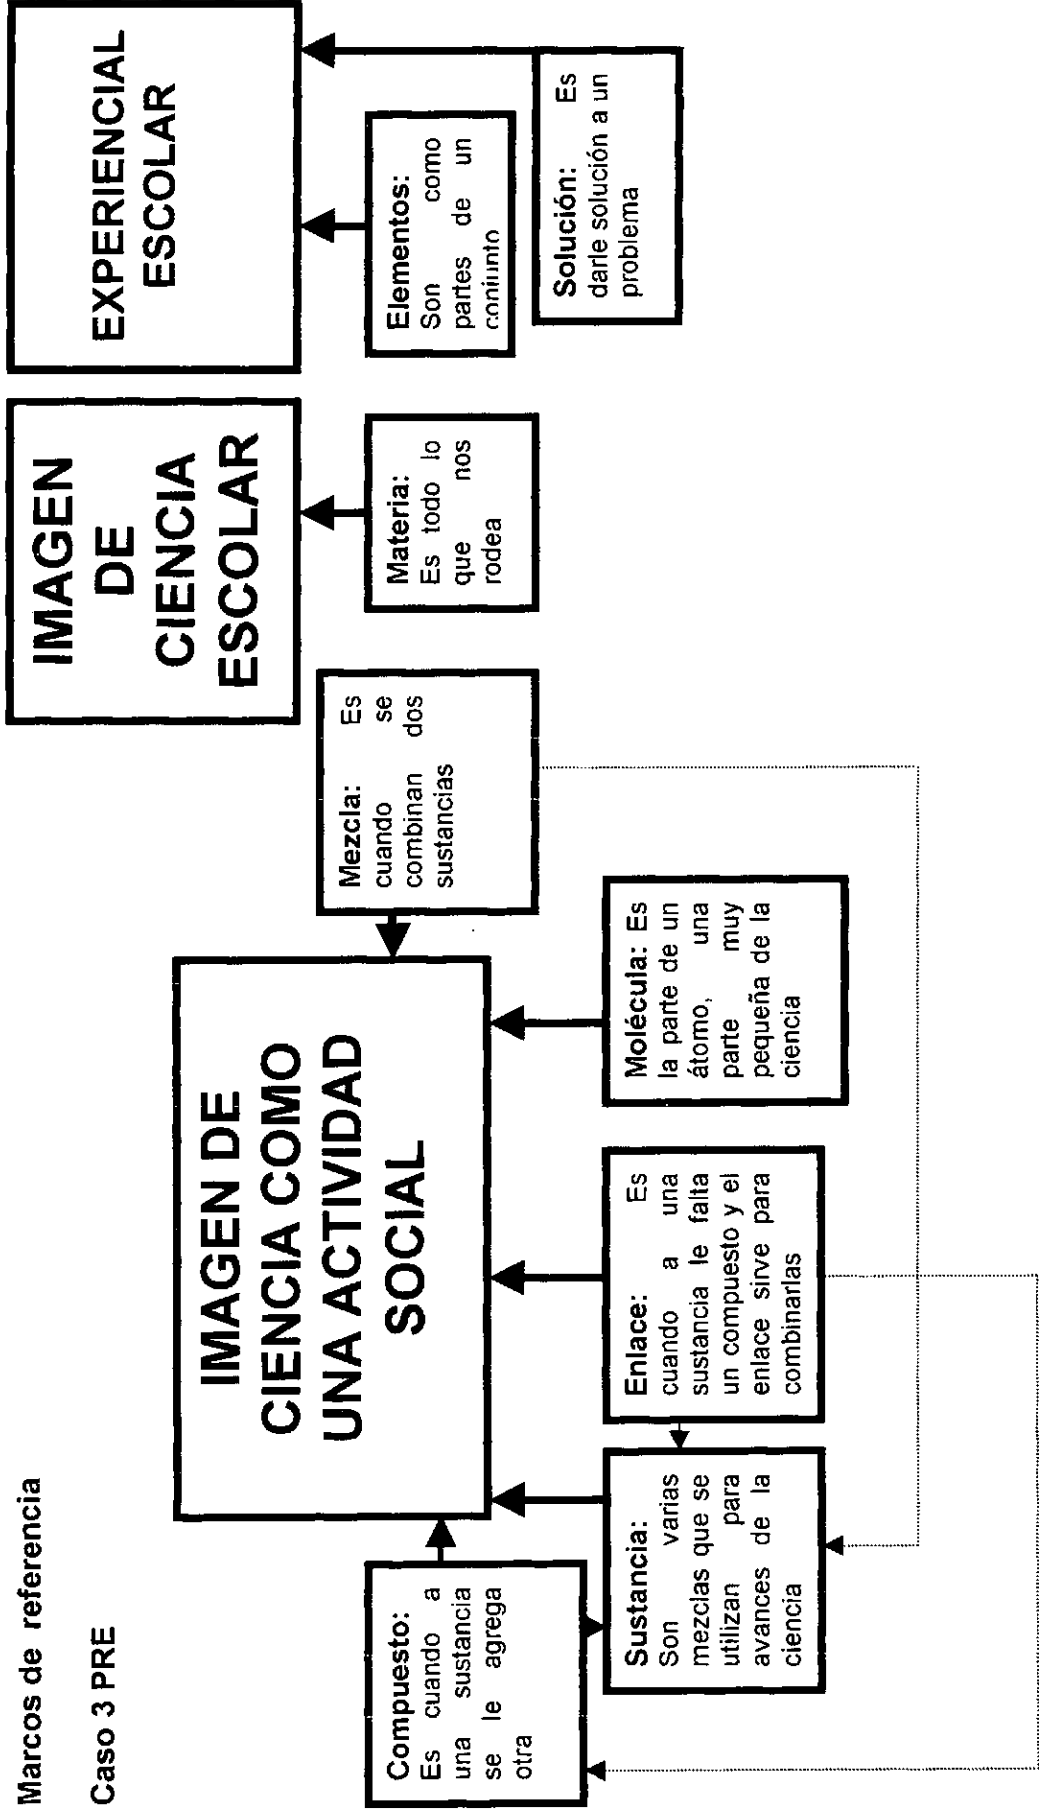 Marcos de referencia
Caso 3 PRE
IMAGEN DE
CIENCIA COMO
UNA ACTIVIDAD
SOCIAL
IMAGEN
DE
CIENCIA
ESCOLAR
EXPERIENCIAL
ESCOLAR
Compuesto:
Es cuando a
una sustancia
se le agrega
otra
Sustancia:
Son varias
mezclas que se
utilizan para
avances de la
ciencia
Enlace: Es
cuando a una
sustancia le falta
un compuesto y el
enlace sirve para
combinarlas
Molécula: Es
la parte de un
átomo, una
parte muy
pequeña de la
ciencia
Mezcla: Es
cuando se
combinan dos
sustancias
Materia:
Es todo lo
que nos
rodea
Elementos:
Son como
partes de un
conjunto
Solución: Es
darle solución a un
problema